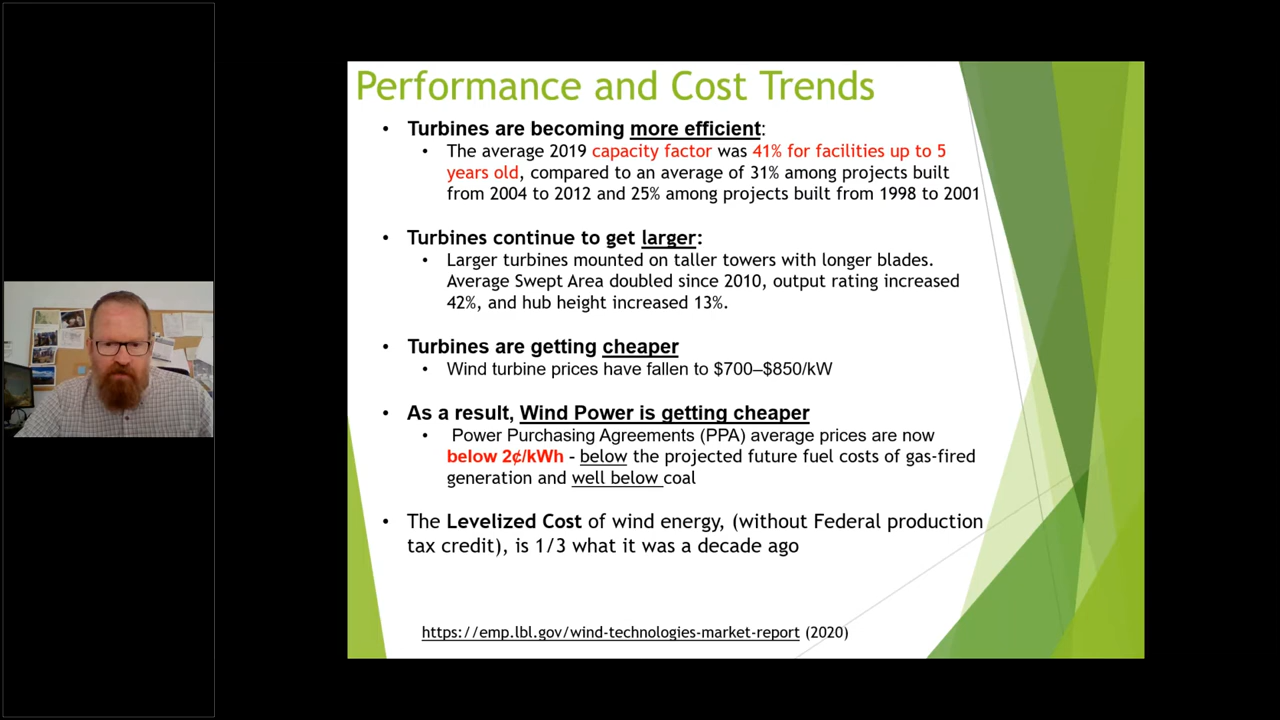 Performance and Cost Trends
• Turbines are becoming more efficient:
• The average 2019 capacity factor was 41% for facilities up to 5
years old, compared to an average of 31% among projects built
from 2004 to 2012 and 25% among projects built from 1998 to 2001
• Turbines continue to get larger:
• Larger turbines mounted on taller towers with longer blades.
Average Swept Area doubled since 2010, output rating increased
42%, and hub height increased 13%.
• Turbines are getting cheaper
• Wind turbine prices have fallen to $700–$850/kW
• As a result, Wind Power is getting cheaper
• Power Purchasing Agreements (PPA) average prices are now
below 2¢/kWh - below the projected future fuel costs of gas-fired
generation and well below coal
• The Levelized Cost of wind energy, (without Federal production
tax credit), is 1/3 what it was a decade ago
https://emp.lbl.gov/wind-technologies-market-report (2020)